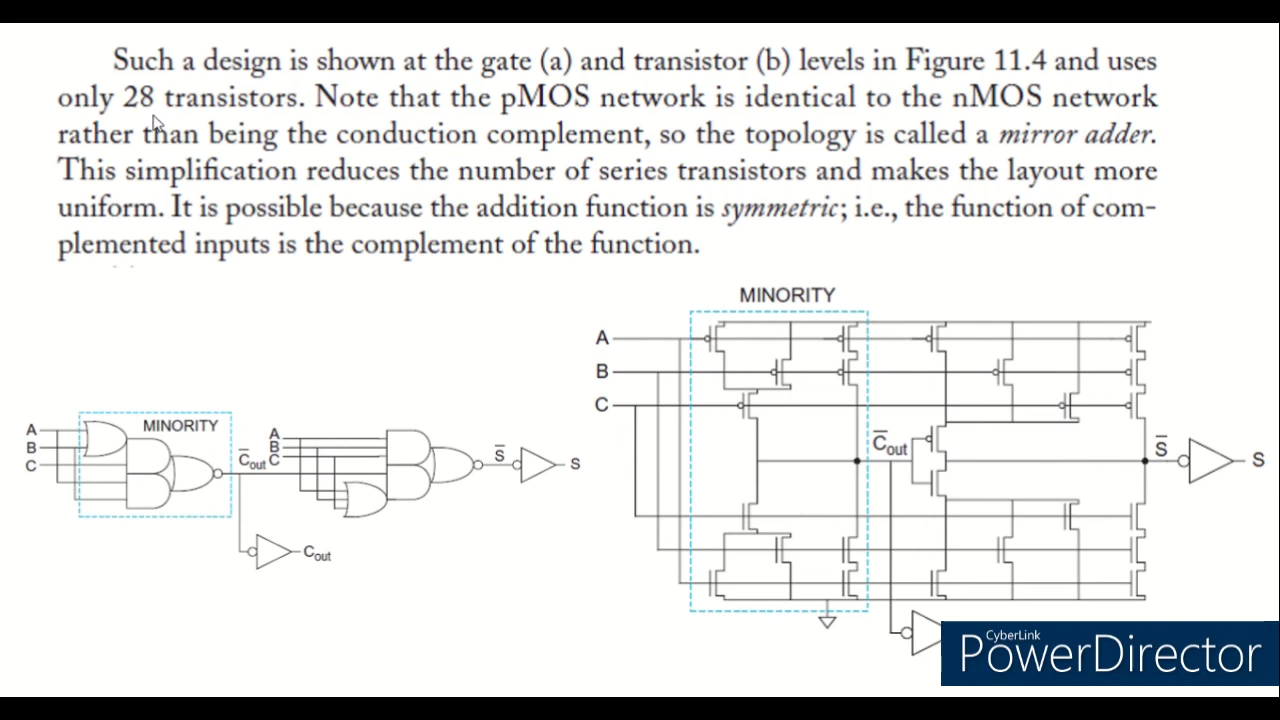 Such a design is shown at the gate (a) and transistor (b) levels in Figure 11.4 and uses
only 28 transistors. Note that the pMOS network is identical to the nMOS network
rather than being the conduction complement, so the topology is called a mirror adder.
This simplification reduces the number of series transistors and makes the layout more
uniform. It is possible because the addition function is symmetric; i.e., the function of com-
plemented inputs is the complement of the function.
MINORITY
A
B
C
MINORITY
A
B
C
C̅out
A
B
C
S̅
S
Cout
C̅out
S̅
S
CyberLink
PowerDirector